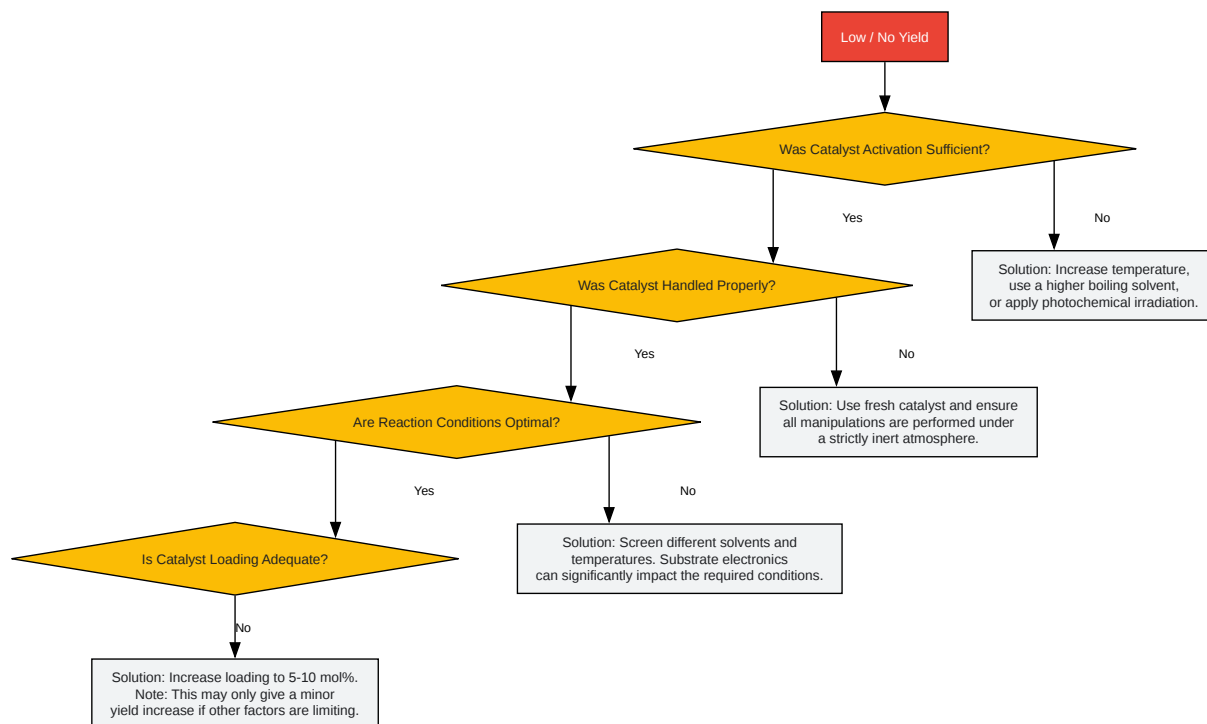 Low / No Yield
Was Catalyst Activation Sufficient?
Yes
No
Solution: Increase temperature,
use a higher boiling solvent,
or apply photochemical irradiation.
Was Catalyst Handled Properly?
Yes
No
Solution: Use fresh catalyst and ensure
all manipulations are performed under
a strictly inert atmosphere.
Are Reaction Conditions Optimal?
Yes
No
Solution: Screen different solvents and
temperatures. Substrate electronics
can significantly impact the required conditions.
Is Catalyst Loading Adequate?
No
Solution: Increase loading to 5-10 mol%.
Note: This may only give a minor
yield increase if other factors are limiting.